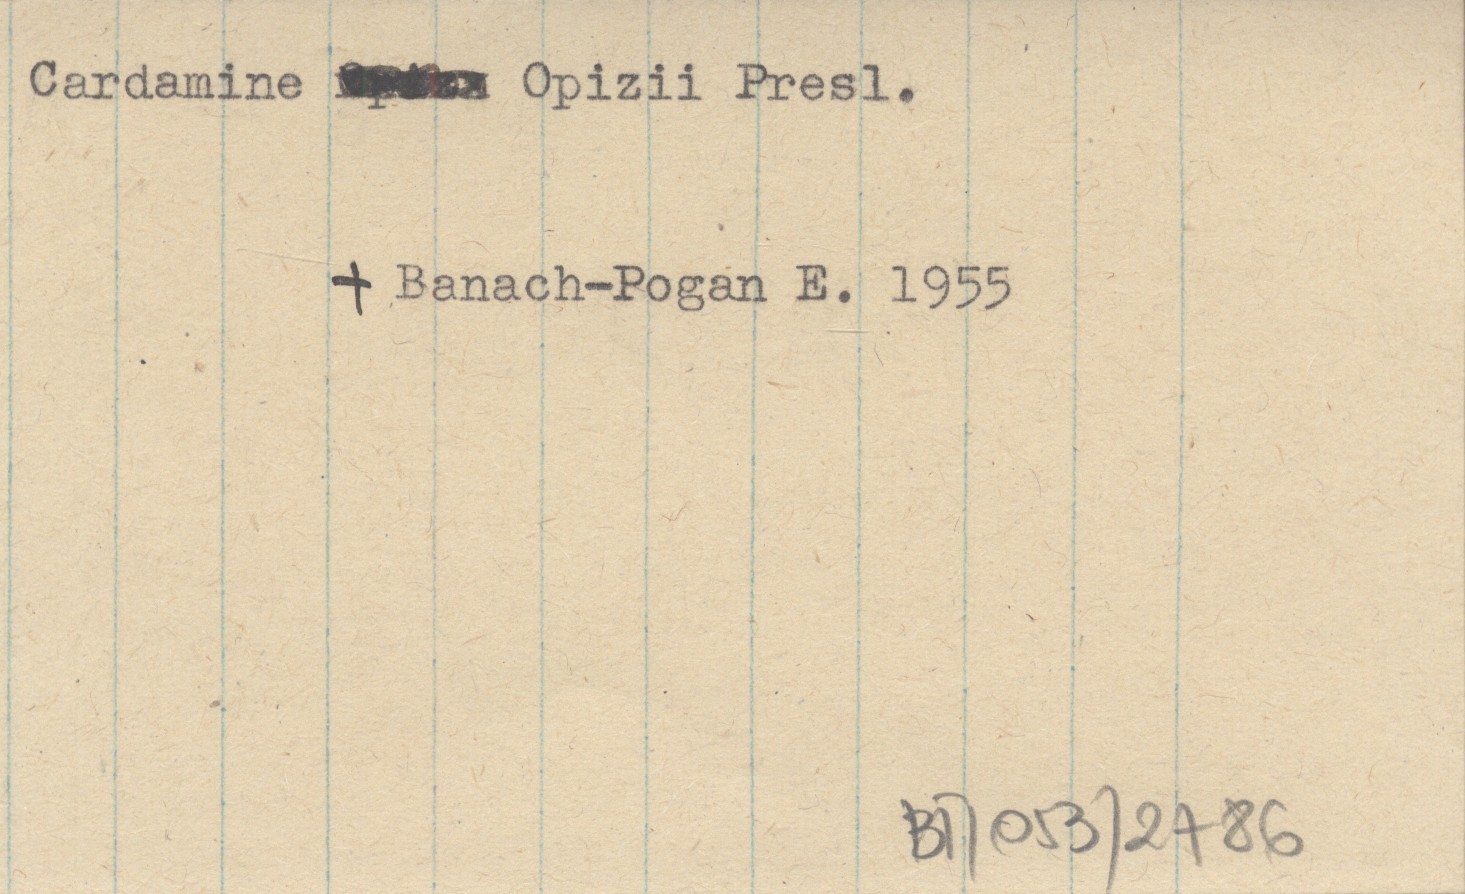 Cardamine Opizii Presl.
+ Banach-Pogan E. 1955
BT/053/2786